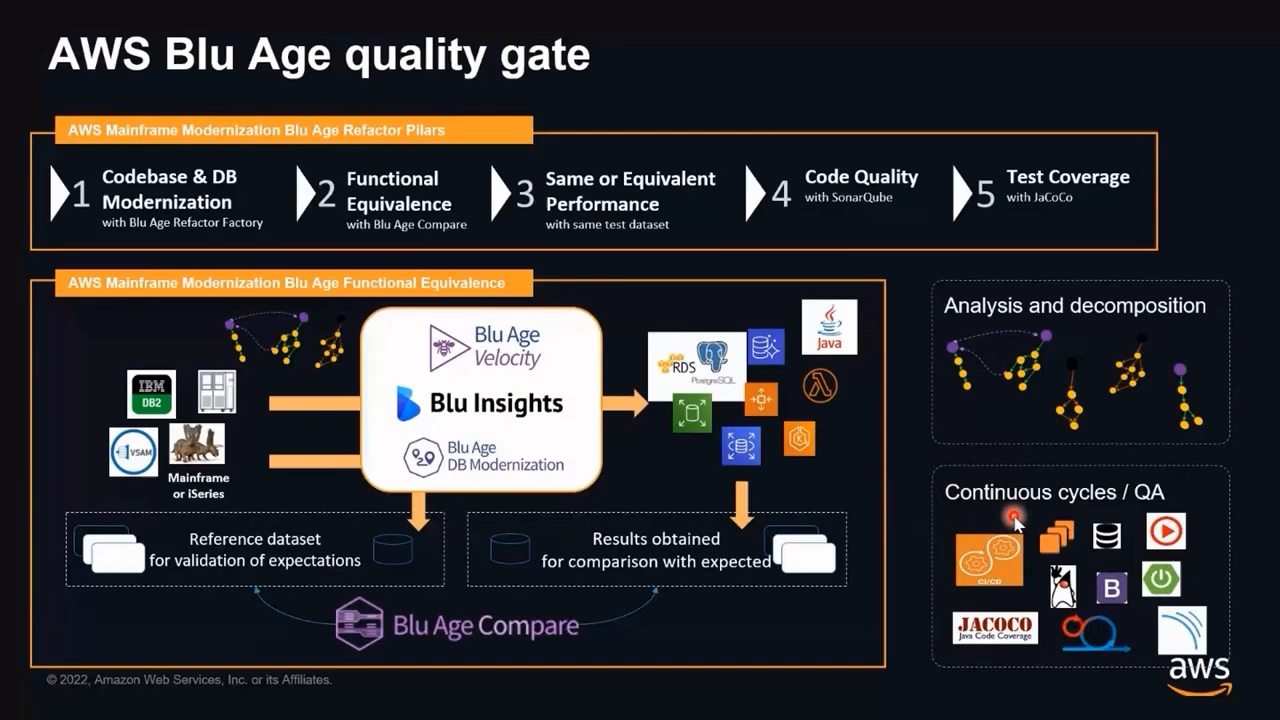 AWS Blu Age quality gate
AWS Mainframe Modernization Blu Age Refactor Pilars
1
Codebase & DB
Modernization
with Blu Age Refactor Factory
2
Functional
Equivalence
with Blu Age Compare
3
Same or Equivalent
Performance
with same test dataset
4
Code Quality
with SonarQube
5
Test Coverage
with JaCoCo
AWS Mainframe Modernization Blu Age Functional Equivalence
IBM
DB2
VSAM
Mainframe
or iSeries
Blu Age
Velocity
Blu Insights
Blu Age
DB Modernization
RDS
PostgreSQL
Java
Reference dataset
for validation of expectations
Results obtained
for comparison with expected
Blu Age Compare
Analysis and decomposition
Continuous cycles / QA
CI/CD
B
JACOCO
Java Code Coverage
aws
© 2022, Amazon Web Services, Inc. or its Affiliates.